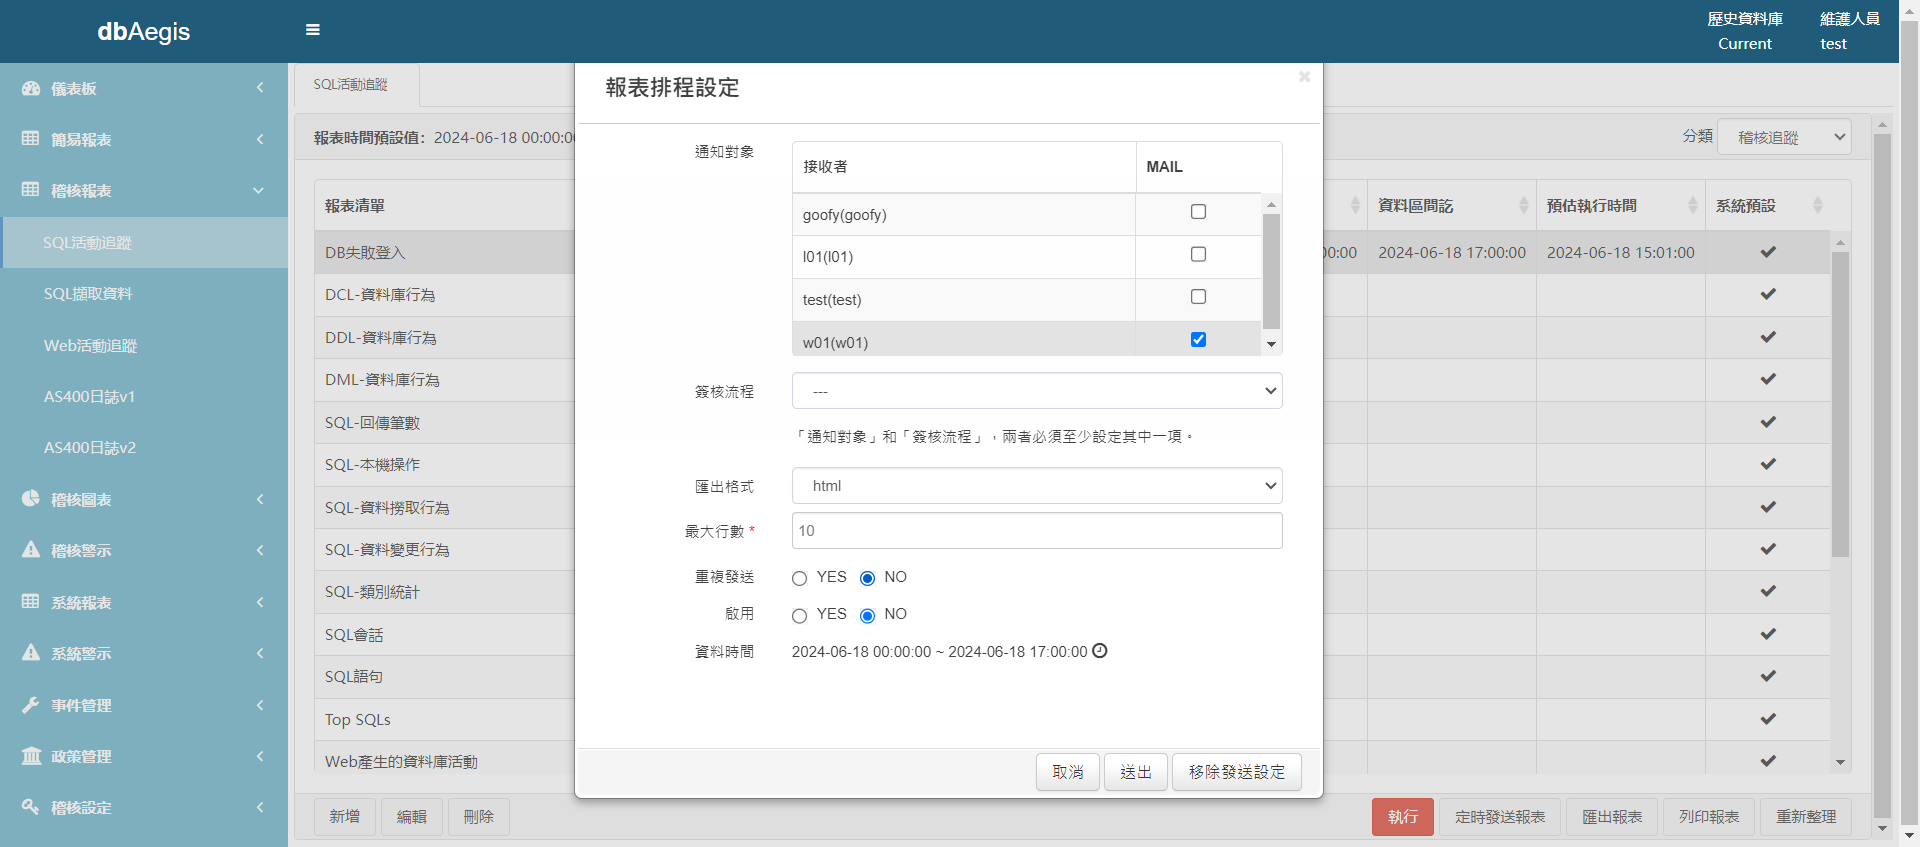 dbAegis
歷史資料庫
Current
維護人員
test
儀表板
簡易報表
稽核報表
SQL活動追蹤
SQL擷取資料
Web活動追蹤
AS400日誌v1
AS400日誌v2
稽核圖表
稽核警示
系統報表
系統警示
事件管理
政策管理
稽核設定
SQL活動追蹤
報表時間預設值: 2024-06-18 00:00:00
分類 稽核追蹤
報表清單 資料區間訖 預估執行時間 系統預設
DB失敗登入 00:00 2024-06-18 17:00:00 2024-06-18 15:01:00
DCL-資料庫行為
DDL-資料庫行為
DML-資料庫行為
SQL-回傳筆數
SQL-本機操作
SQL-資料撈取行為
SQL-資料變更行為
SQL-類別統計
SQL會話
SQL語句
Top SQLs
Web產生的資料庫活動
新增 編輯 刪除
執行 定時發送報表 匯出報表 列印報表 重新整理
報表排程設定
×
通知對象
接收者 MAIL
goofy(goofy)
l01(l01)
test(test)
w01(w01)
簽核流程 ---
「通知對象」和「簽核流程」，兩者必須至少設定其中一項。
匯出格式 html
最大行數 * 10
重複發送 YES NO
啟用 YES NO
資料時間 2024-06-18 00:00:00 ~ 2024-06-18 17:00:00
取消 送出 移除發送設定